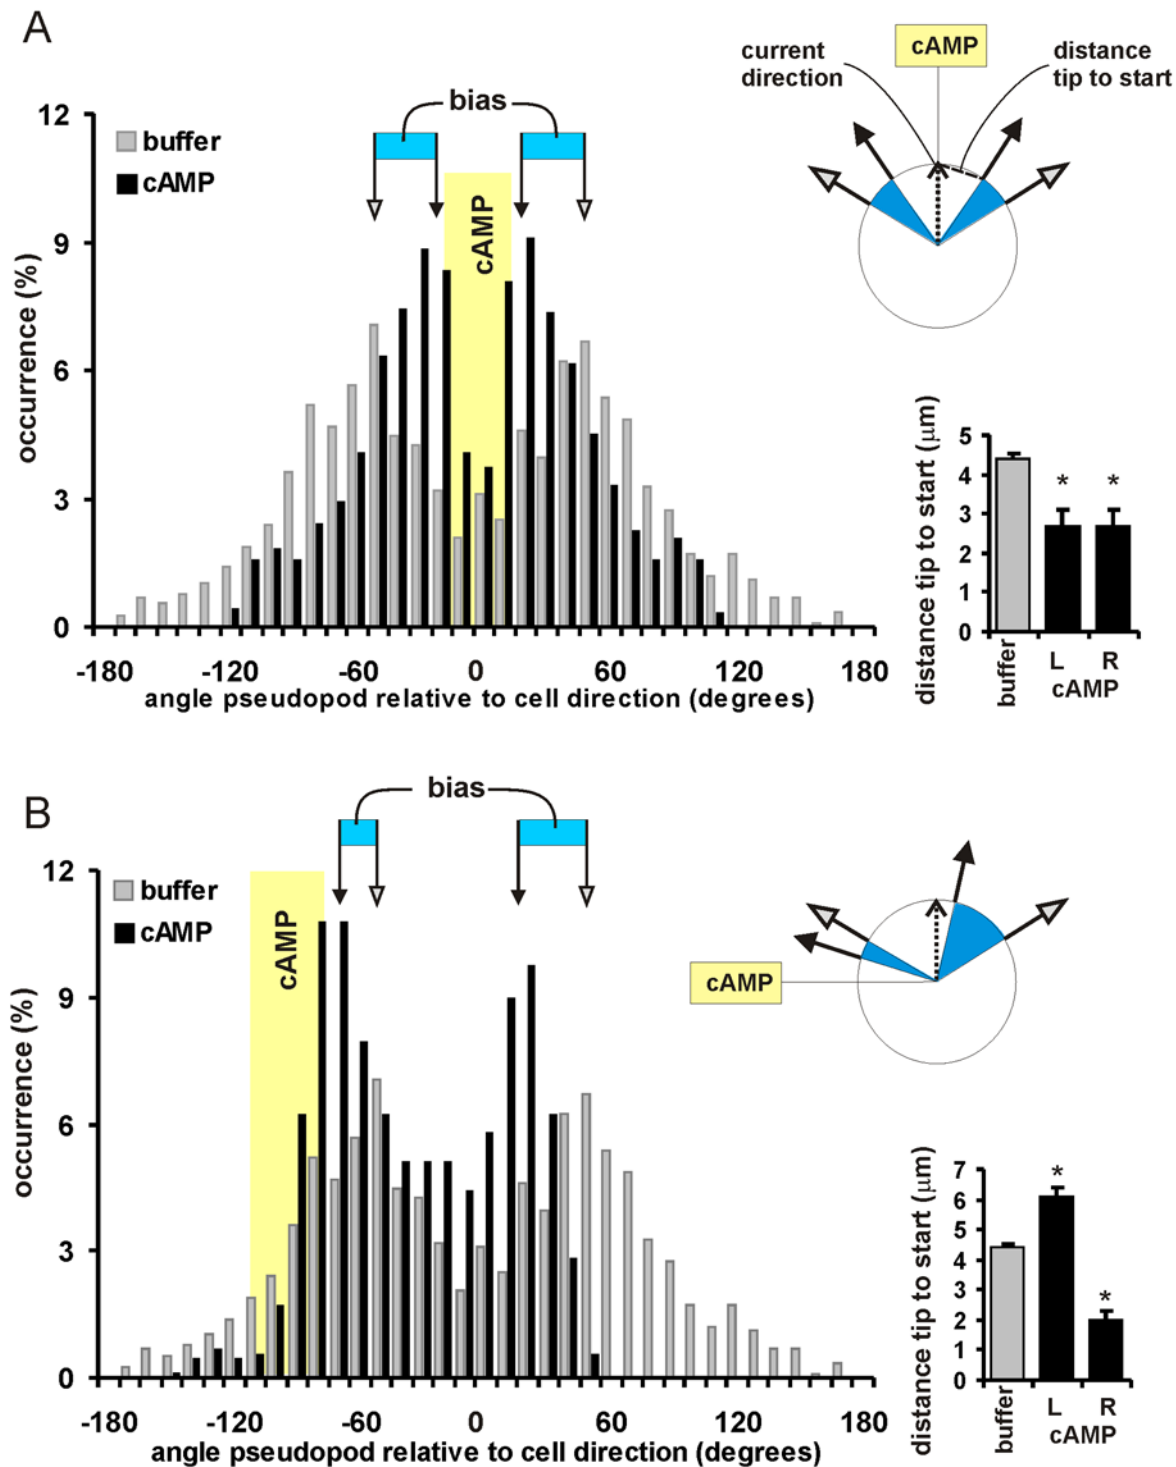 A
bias
12
buffer
cAMP
cAMP
9
6
3
0
occurrence (%)
-180 -120 -60 0 60 120 180
angle pseudopod relative to cell direction (degrees)
current
direction
cAMP
distance
tip to start
distance tip to start (µm)
5
4
3
2
1
0
* *
buffer
L R
cAMP
B
bias
12
buffer
cAMP
cAMP
9
6
3
0
occurrence (%)
-180 -120 -60 0 60 120 180
angle pseudopod relative to cell direction (degrees)
cAMP
distance tip to start (µm)
7
6
5
4
3
2
1
0
*
*
buffer
L R
cAMP